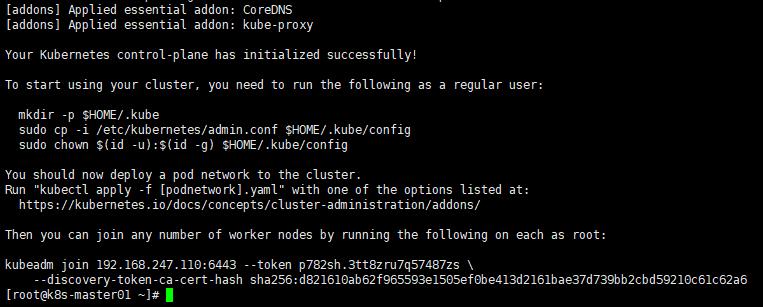 [addons] Applied essential addon: CoreDNS
[addons] Applied essential addon: kube-proxy
Your Kubernetes control-plane has initialized successfully!
To start using your cluster, you need to run the following as a regular user:
mkdir -p $HOME/.kube
sudo cp -i /etc/kubernetes/admin.conf $HOME/.kube/config
sudo chown $(id -u):$(id -g) $HOME/.kube/config
You should now deploy a pod network to the cluster.
Run "kubectl apply -f [podnetwork].yaml" with one of the options listed at:
https://kubernetes.io/docs/concepts/cluster-administration/addons/
Then you can join any number of worker nodes by running the following on each as root:
kubeadm join 192.168.247.110:6443 --token p782sh.3tt8zru7q57487zs \
--discovery-token-ca-cert-hash sha256:d821610ab62f965593e1505ef0be413d2161bae37d739bb2cbd59210c61c62a6
[root@k8s-master01 ~]#